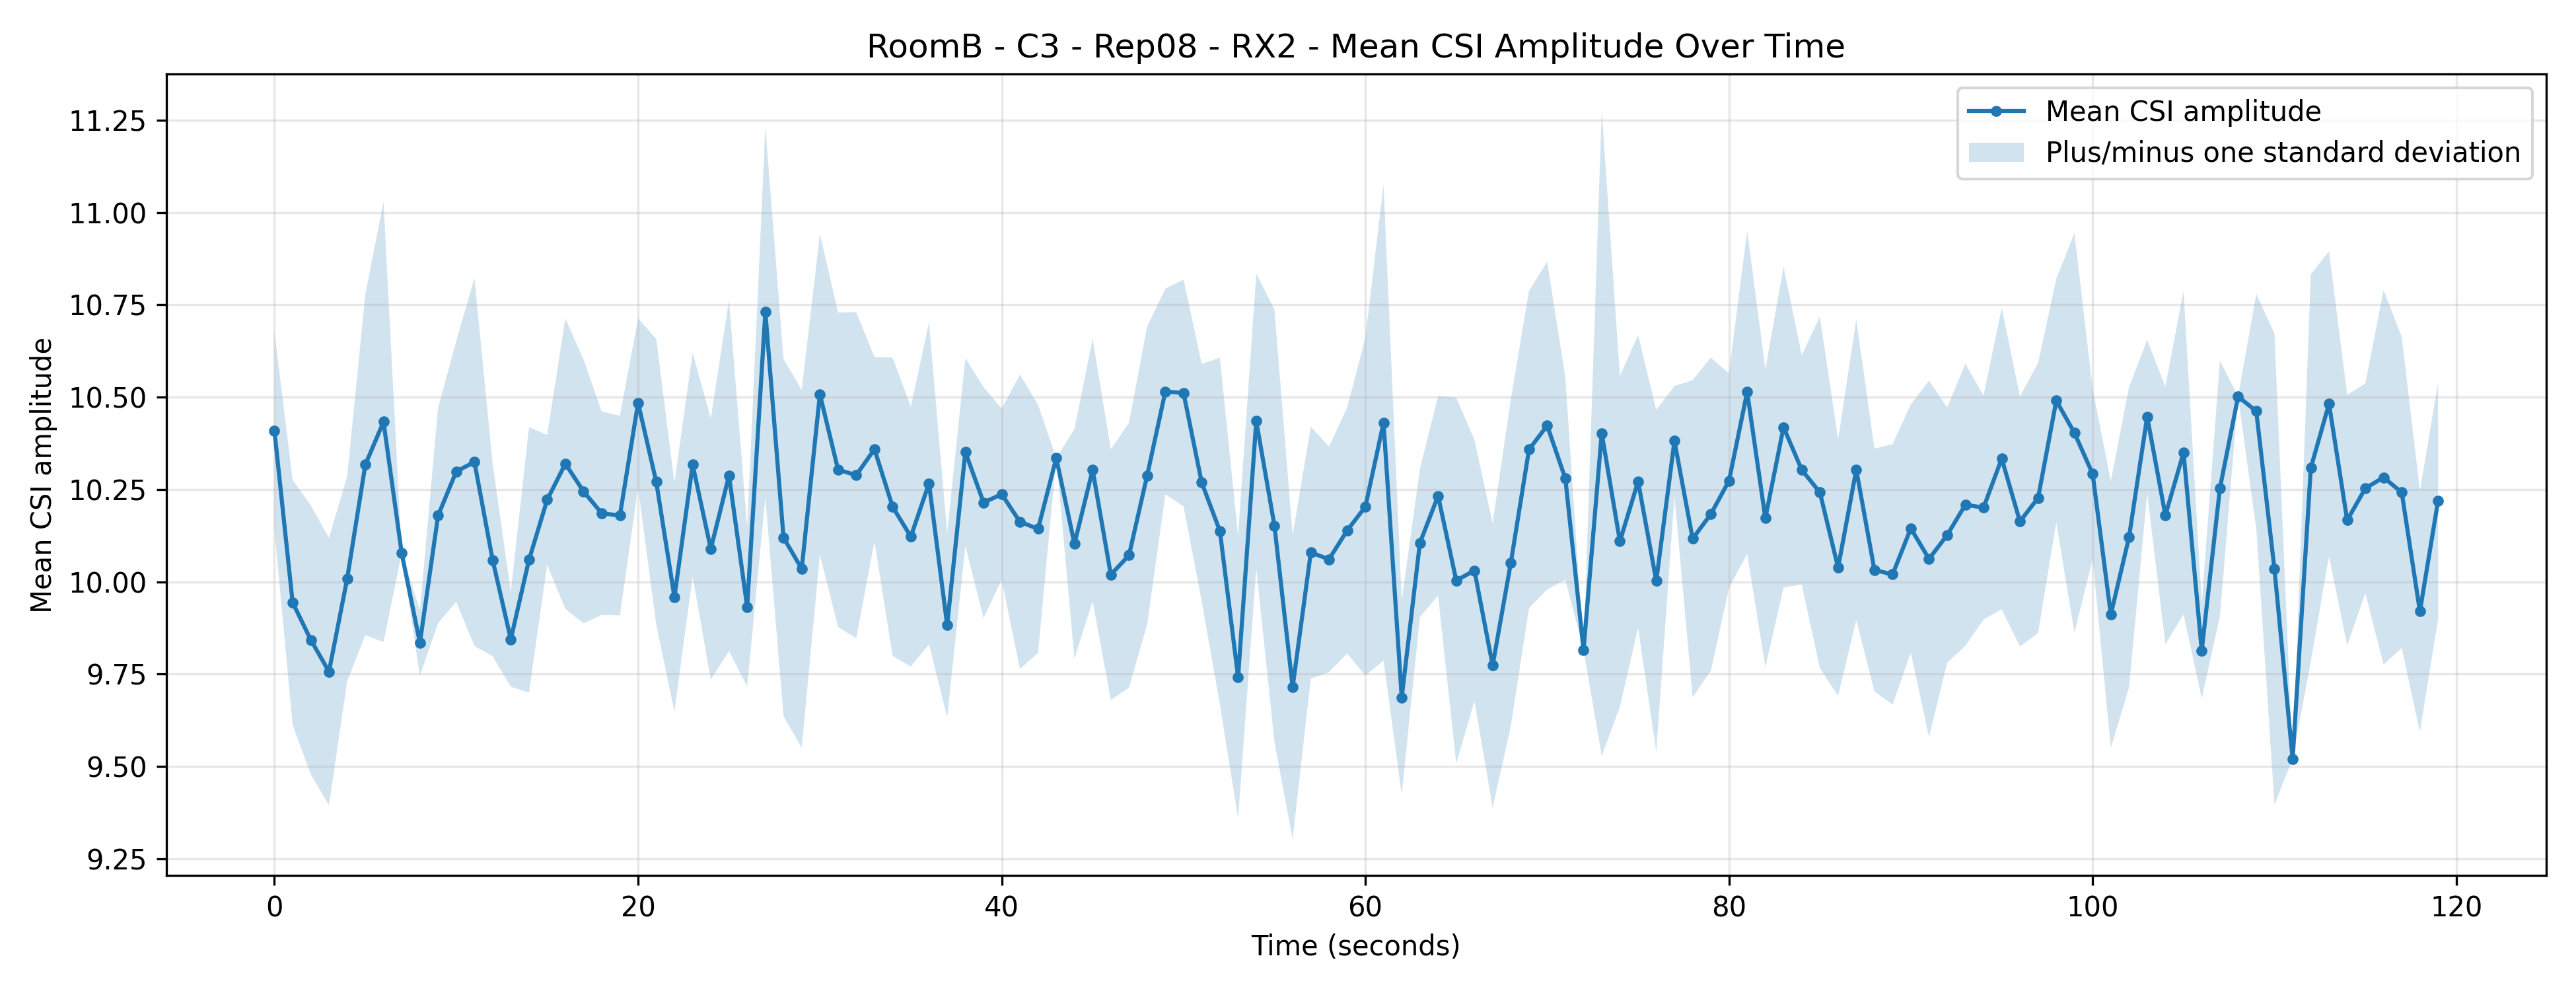 RoomB - C3 - Rep08 - RX2 - Mean CSI Amplitude Over Time
Mean CSI amplitude
Plus/minus one standard deviation
Mean CSI amplitude
11.25
11.00
10.75
10.50
10.25
10.00
9.75
9.50
9.25
0 20 40 60 80 100 120
Time (seconds)